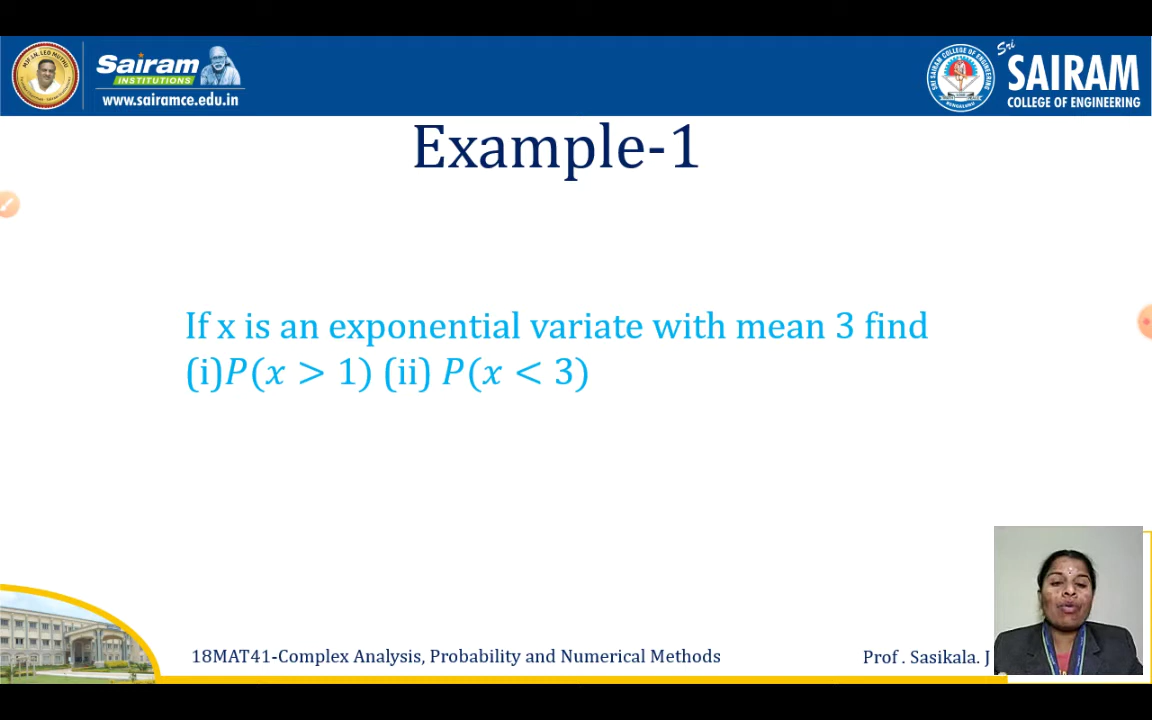 Sairam
INSTITUTIONS
www.sairamce.edu.in
Sri
SAIRAM
COLLEGE OF ENGINEERING
Example-1
If x is an exponential variate with mean 3 find
(i)P(x > 1) (ii) P(x < 3)
18MAT41-Complex Analysis, Probability and Numerical Methods
Prof . Sasikala. J